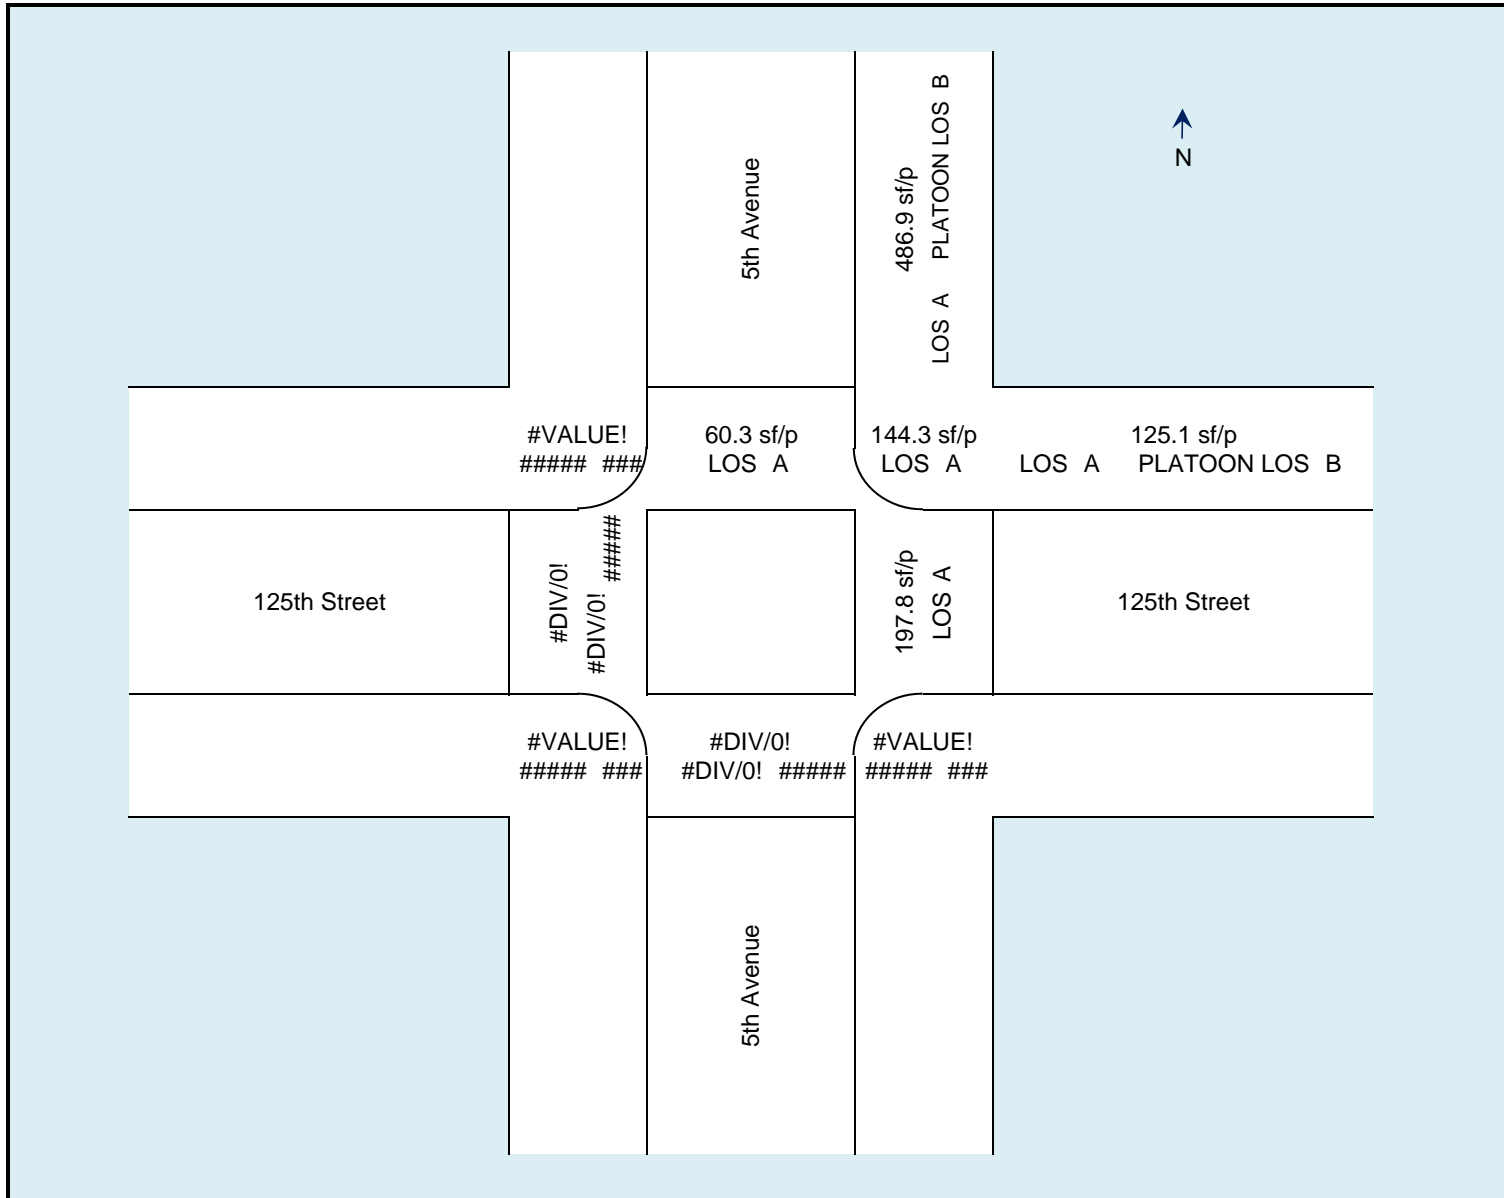 5th Avenue
486.9 sf/p
LOS A PLATOON LOS B
N
#VALUE!
##### ###
60.3 sf/p
LOS A
144.3 sf/p
LOS A
125.1 sf/p
LOS A PLATOON LOS B
125th Street
#DIV/0!
#DIV/0! #####
197.8 sf/p
LOS A
125th Street
#VALUE!
##### ###
#DIV/0!
#DIV/0! #####
#VALUE!
##### ###
5th Avenue